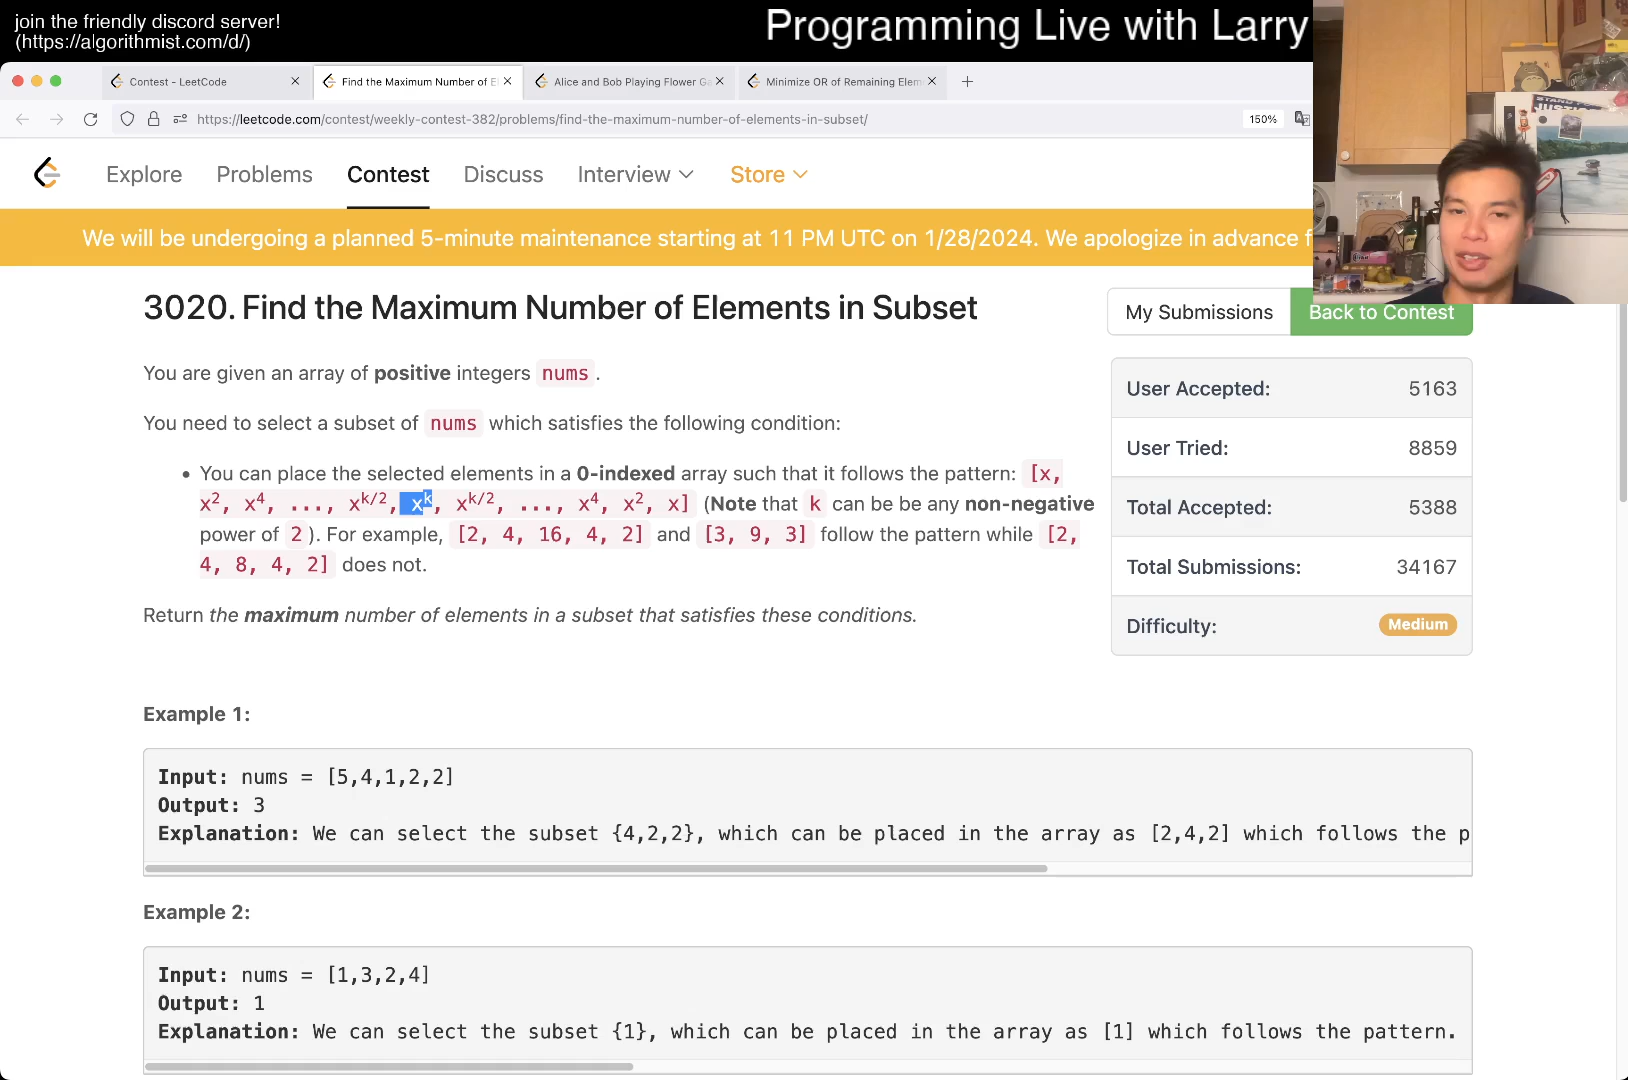 join the friendly discord server!
(https://algorithmist.com/d/)
Programming Live with Larry
Contest - LeetCode
Find the Maximum Number of E
Alice and Bob Playing Flower Ga
Minimize OR of Remaining Elem
https://leetcode.com/contest/weekly-contest-382/problems/find-the-maximum-number-of-elements-in-subset/
150%
Explore Problems Contest Discuss Interview Store
We will be undergoing a planned 5-minute maintenance starting at 11 PM UTC on 1/28/2024. We apologize in advance f
3020. Find the Maximum Number of Elements in Subset
My Submissions
Back to Contest
You are given an array of positive integers nums .
You need to select a subset of nums which satisfies the following condition:
• You can place the selected elements in a 0-indexed array such that it follows the pattern: [x,
x², x⁴, ..., xᵏ/², xᵏ, xᵏ/², ..., x⁴, x², x] (Note that k can be be any non-negative
power of 2 ). For example, [2, 4, 16, 4, 2] and [3, 9, 3] follow the pattern while [2,
4, 8, 4, 2] does not.
Return the maximum number of elements in a subset that satisfies these conditions.
User Accepted: 5163
User Tried: 8859
Total Accepted: 5388
Total Submissions: 34167
Difficulty: Medium
Example 1:
Input: nums = [5,4,1,2,2]
Output: 3
Explanation: We can select the subset {4,2,2}, which can be placed in the array as [2,4,2] which follows the p
Example 2:
Input: nums = [1,3,2,4]
Output: 1
Explanation: We can select the subset {1}, which can be placed in the array as [1] which follows the pattern.